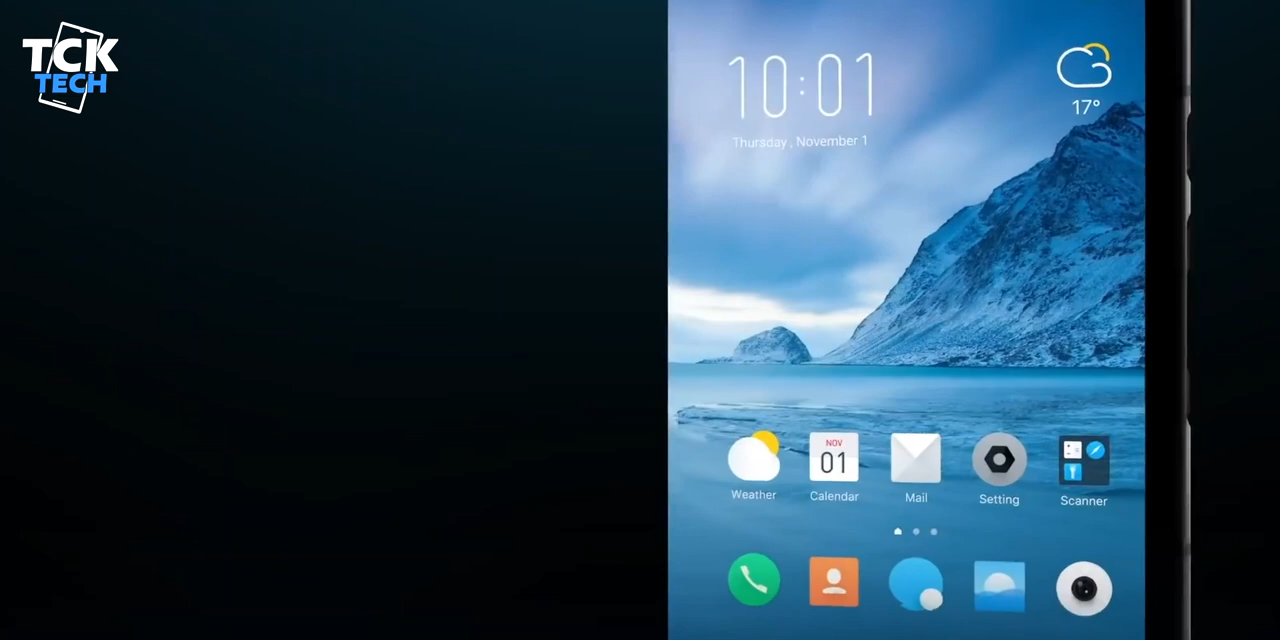 TCK
TECH
10:01
17°
Thursday, November 1
NOV
01
Weather
Calendar
Mail
Setting
Scanner